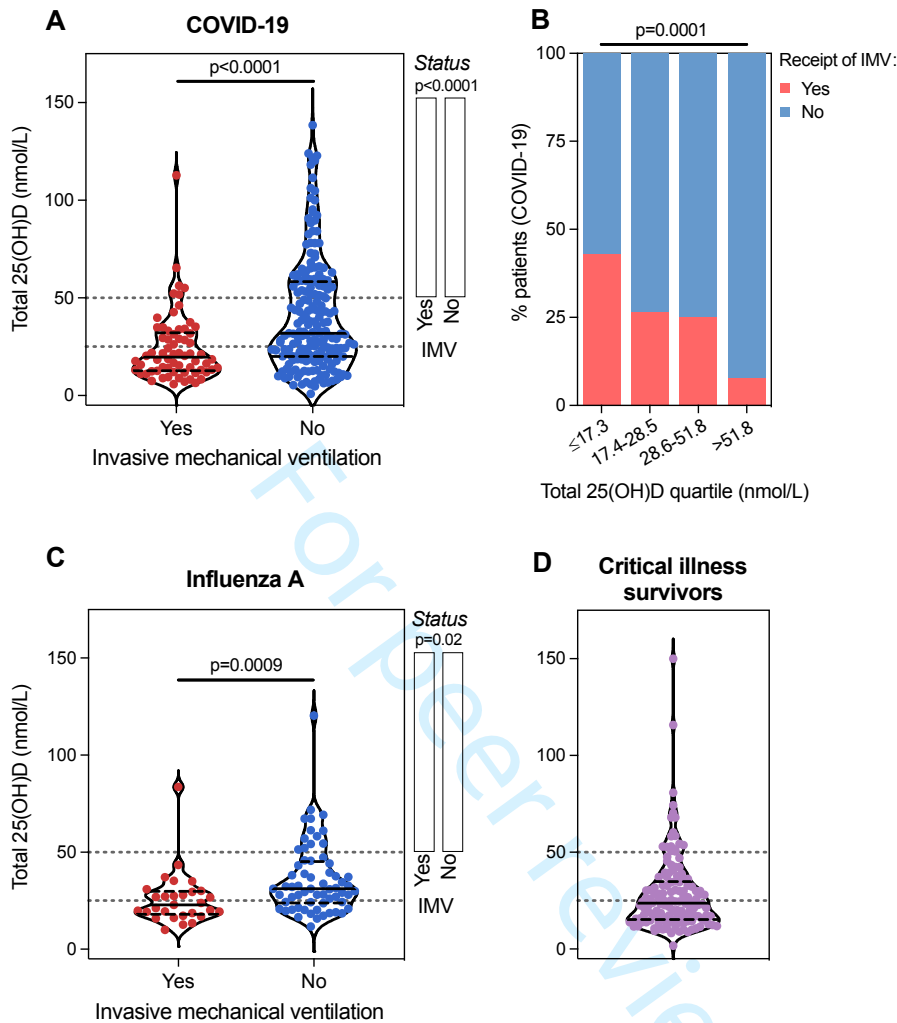 A
COVID-19
p<0.0001
Status
p<0.0001
150
100
50
0
Total 25(OH)D (nmol/L)
Yes
No
IMV
Yes
No
Invasive mechanical ventilation
B
p=0.0001
100
75
50
25
0
% patients (COVID-19)
Receipt of IMV:
Yes
No
≤17.3
17.4-28.5
28.6-51.8
>51.8
Total 25(OH)D quartile (nmol/L)
C
Influenza A
p=0.0009
Status
p=0.02
150
100
50
0
Total 25(OH)D (nmol/L)
Yes
No
IMV
Yes
No
Invasive mechanical ventilation
D
Critical illness
survivors
150
100
50
0
For peer review